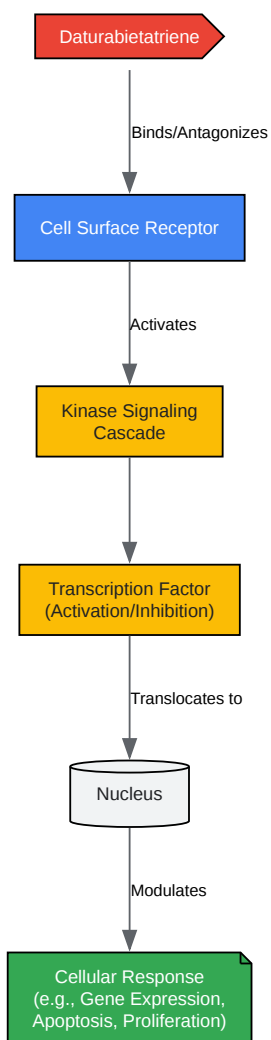 Daturabietatriene
Binds/Antagonizes
Cell Surface Receptor
Activates
Kinase Signaling
Cascade
Transcription Factor
(Activation/Inhibition)
Translocates to
Nucleus
Modulates
Cellular Response
(e.g., Gene Expression,
Apoptosis, Proliferation)